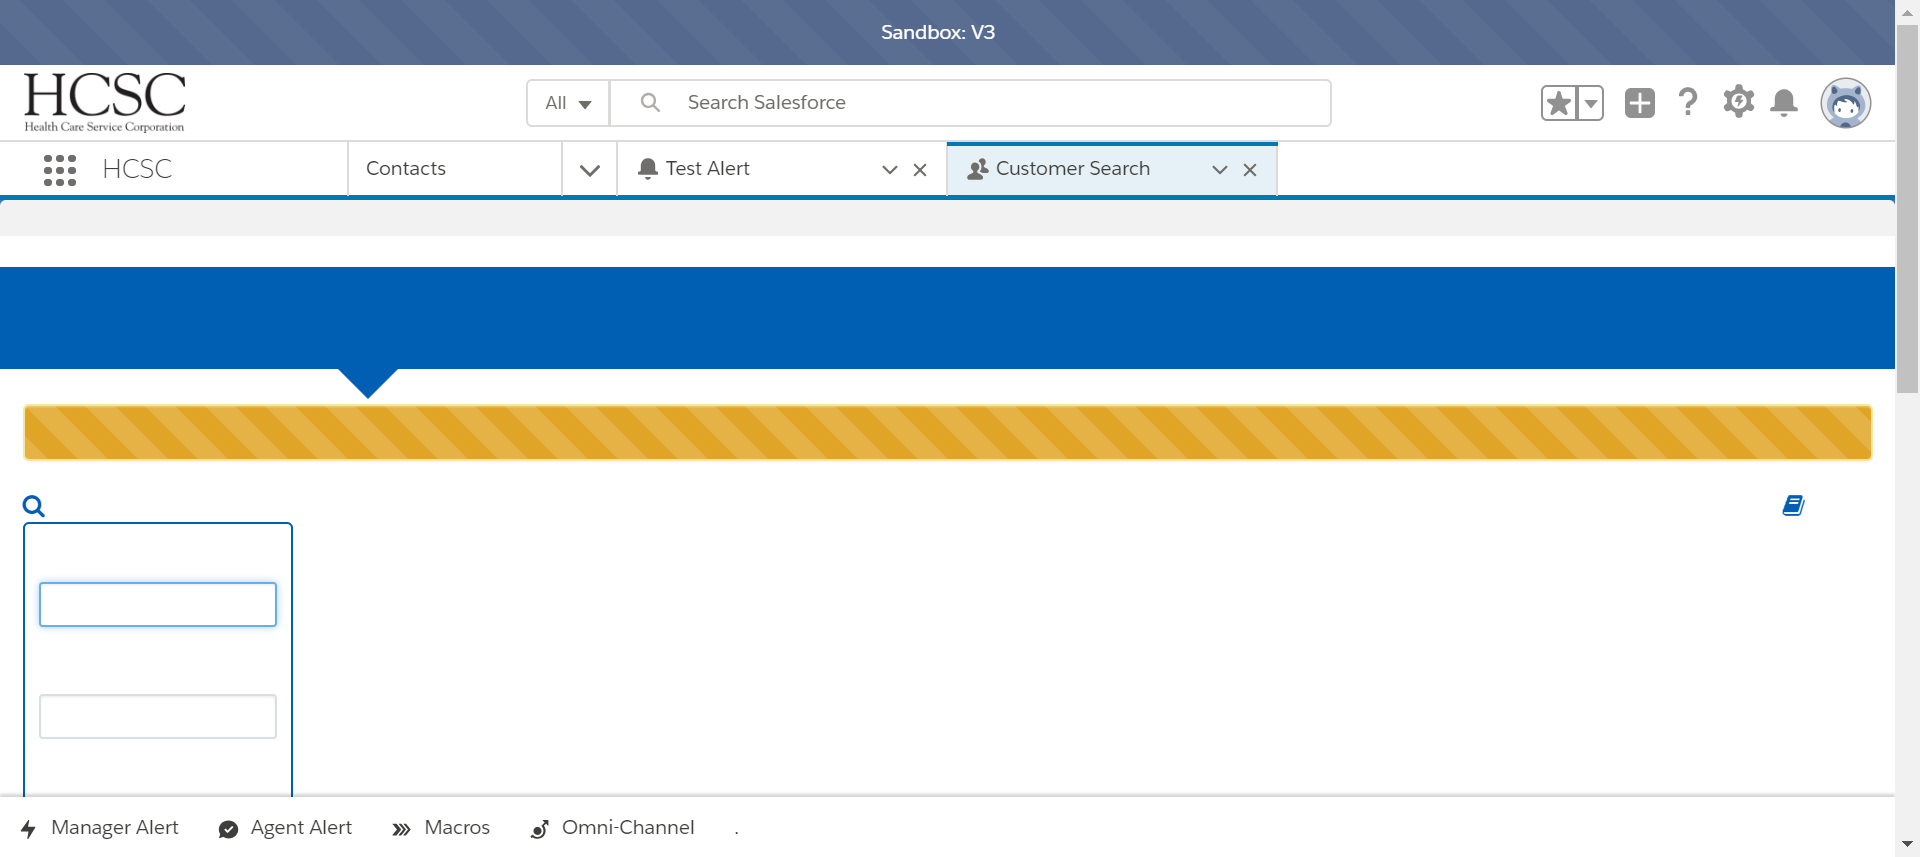 Sandbox: V3
HCSC
Health Care Service Corporation
All
Search Salesforce
HCSC
Contacts
Test Alert
Customer Search
Manager Alert
Agent Alert
Macros
Omni-Channel
.